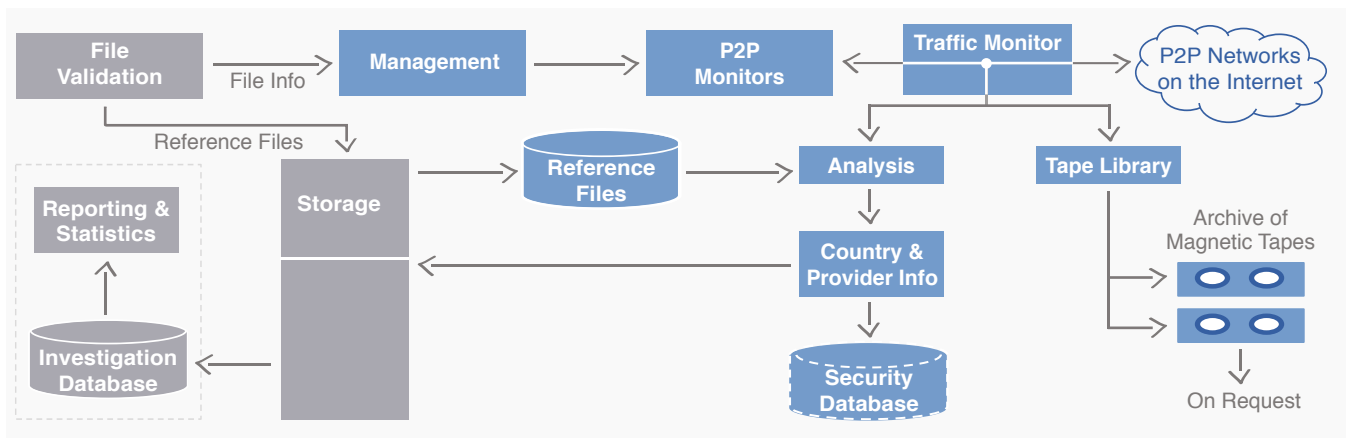 File
Validation
File Info
Management
P2P
Monitors
Traffic Monitor
P2P Networks
on the Internet
Reference Files
Storage
Reference
Files
Analysis
Tape Library
Reporting &
Statistics
Archive of
Magnetic Tapes
Country &
Provider Info
Investigation
Database
Security
Database
On Request